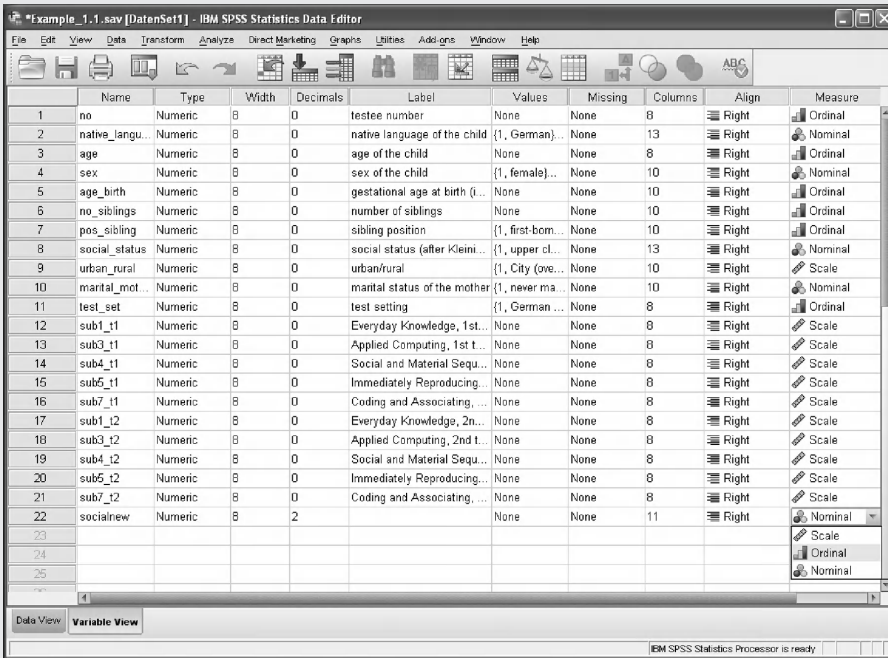 *Example_1.1.sav [DatenSet1] - IBM SPSS Statistics Data Editor
File Edit View Data Transform Analyze Direct Marketing Graphs Utilities Add-ons Window Help
Name Type Width Decimals Label Values Missing Columns Align Measure
1 no Numeric 8 0 testee number None None 8 Right Ordinal
2 native_langu... Numeric 8 0 native language of the child {1, German}... None 13 Right Nominal
3 age Numeric 8 0 age of the child None None 8 Right Ordinal
4 sex Numeric 8 0 sex of the child {1, female}... None 10 Right Nominal
5 age_birth Numeric 8 0 gestational age at birth (i... None None 10 Right Ordinal
6 no_siblings Numeric 8 0 number of siblings None None 10 Right Ordinal
7 pos_sibling Numeric 8 0 sibling position {1, first-born... None 10 Right Ordinal
8 social_status Numeric 8 0 social status (after Kleini... {1, upper cl... None 13 Right Nominal
9 urban_rural Numeric 8 0 urban/rural {1, City (ove... None 10 Right Scale
10 marital_mot... Numeric 8 0 marital status of the mother {1, never ma... None 10 Right Nominal
11 test_set Numeric 8 0 test setting {1, German ... None 8 Right Ordinal
12 sub1_t1 Numeric 8 0 Everyday Knowledge, 1st... None None 8 Right Scale
13 sub3_t1 Numeric 8 0 Applied Computing, 1st t... None None 8 Right Scale
14 sub4_t1 Numeric 8 0 Social and Material Sequ... None None 8 Right Scale
15 sub5_t1 Numeric 8 0 Immediately Reproducing... None None 8 Right Scale
16 sub7_t1 Numeric 8 0 Coding and Associating, ... None None 8 Right Scale
17 sub1_t2 Numeric 8 0 Everyday Knowledge, 2n... None None 8 Right Scale
18 sub3_t2 Numeric 8 0 Applied Computing, 2nd t... None None 8 Right Scale
19 sub4_t2 Numeric 8 0 Social and Material Sequ... None None 8 Right Scale
20 sub5_t2 Numeric 8 0 Immediately Reproducing... None None 8 Right Scale
21 sub7_t2 Numeric 8 0 Coding and Associating, ... None None 8 Right Scale
22 socialnew Numeric 8 2 None None 11 Right Nominal
23 Scale
24 Ordinal
25 Nominal
Data View Variable View
IBM SPSS Statistics Processor is ready